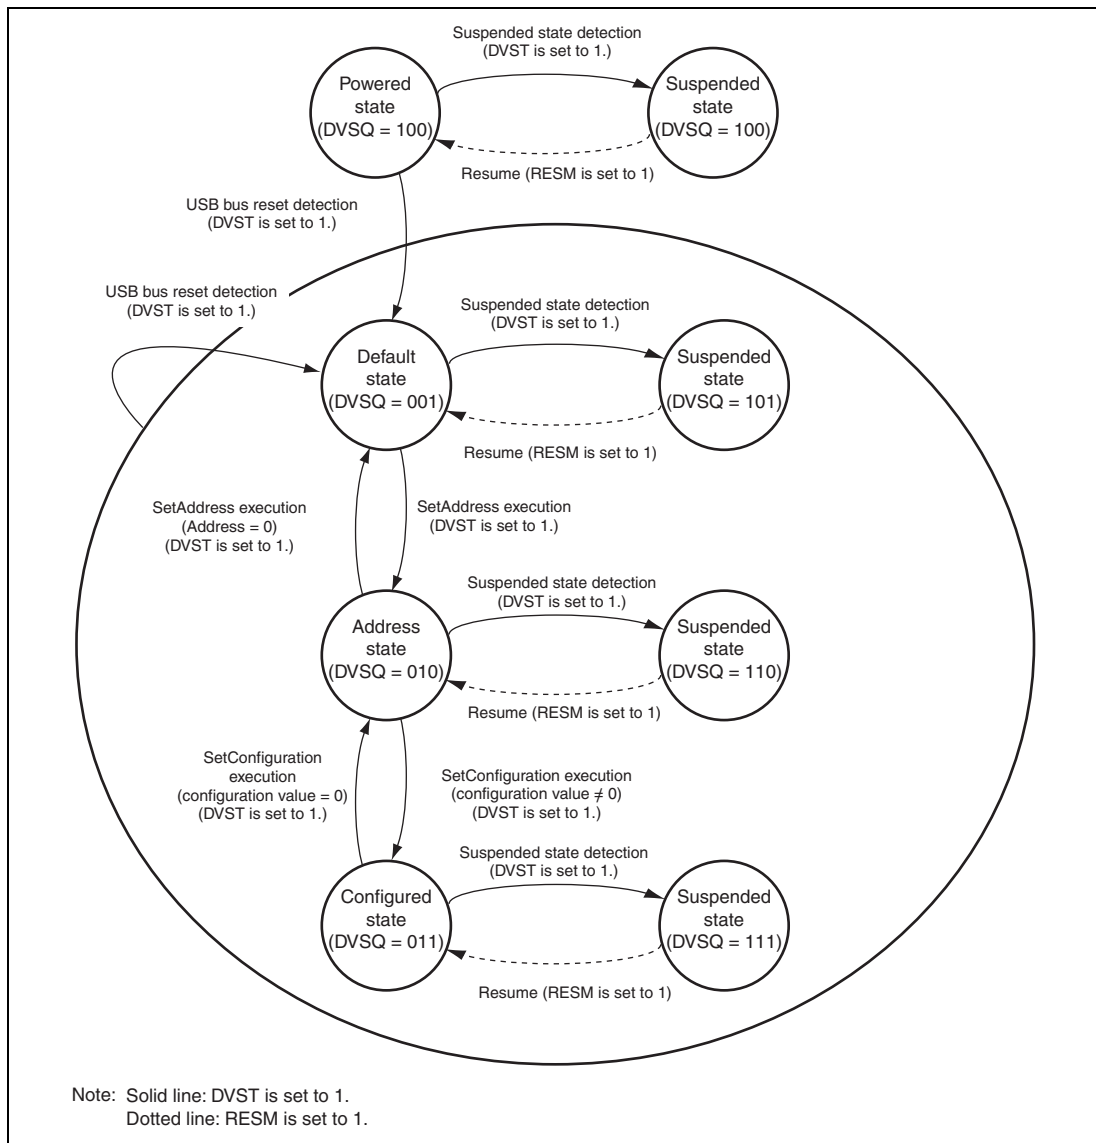 Suspended state detection
(DVST is set to 1.)
Powered
state
(DVSQ = 100)
Suspended
state
(DVSQ = 100)
Resume (RESM is set to 1)
USB bus reset detection
(DVST is set to 1.)
USB bus reset detection
(DVST is set to 1.)
Suspended state detection
(DVST is set to 1.)
Default
state
(DVSQ = 001)
Suspended
state
(DVSQ = 101)
Resume (RESM is set to 1)
SetAddress execution
(Address = 0)
(DVST is set to 1.)
SetAddress execution
(DVST is set to 1.)
Suspended state detection
(DVST is set to 1.)
Address
state
(DVSQ = 010)
Suspended
state
(DVSQ = 110)
Resume (RESM is set to 1)
SetConfiguration
execution
(configuration value = 0)
(DVST is set to 1.)
SetConfiguration execution
(configuration value ≠ 0)
(DVST is set to 1.)
Suspended state detection
(DVST is set to 1.)
Configured
state
(DVSQ = 011)
Suspended
state
(DVSQ = 111)
Resume (RESM is set to 1)
Note: Solid line: DVST is set to 1.
Dotted line: RESM is set to 1.